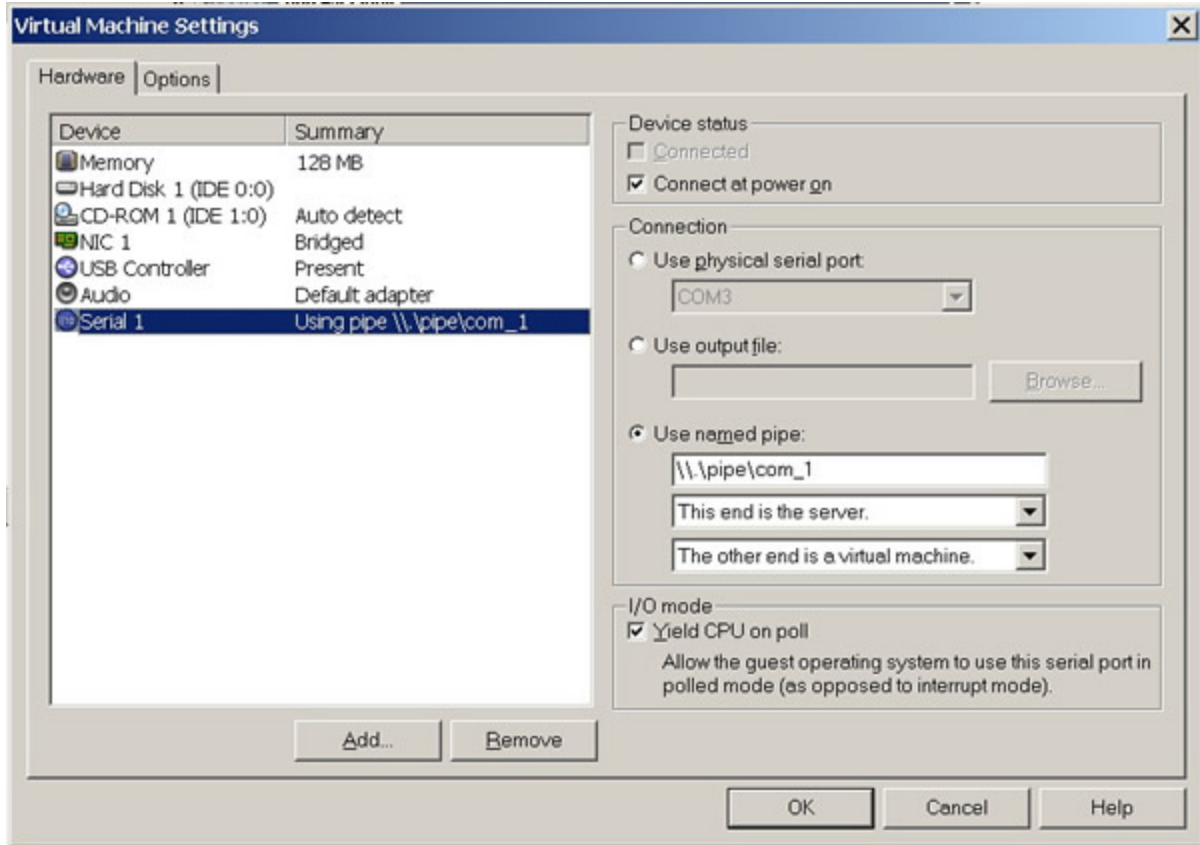 Virtual Machine Settings
Hardware
Options
Device Summary
Memory 128 MB
Hard Disk 1 (IDE 0:0)
CD-ROM 1 (IDE 1:0) Auto detect
NIC 1 Bridged
USB Controller Present
Audio Default adapter
Serial 1 Using pipe \\.\pipe\com_1
Add...
Remove
Device status
Connected
Connect at power on
Connection
Use physical serial port:
COM3
Use output file:
Browse...
Use named pipe:
\\.\pipe\com_1
This end is the server.
The other end is a virtual machine.
I/O mode
Yield CPU on poll
Allow the guest operating system to use this serial port in
polled mode (as opposed to interrupt mode).
OK
Cancel
Help